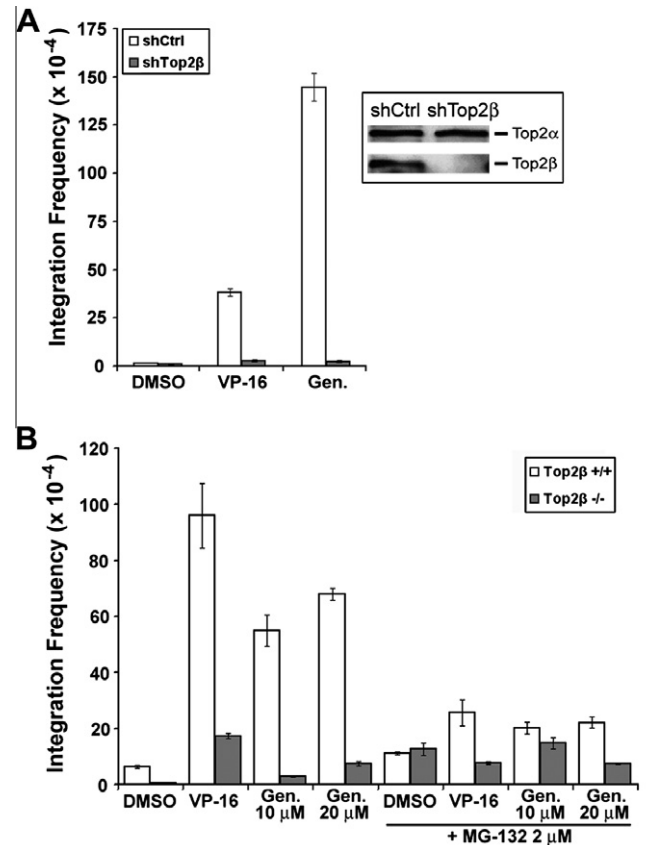 A
Integration Frequency (x 10-4)
175
150
125
100
75
50
25
0
shCtrl
shTop2β
DMSO VP-16 Gen.
shCtrl shTop2β
Top2α
Top2β
B
Integration Frequency (x 10-4)
120
100
80
60
40
20
0
Top2β +/+
Top2β -/-
DMSO VP-16 Gen. Gen. DMSO VP-16 Gen. Gen.
10 μM 20 μM 10 μM 20 μM
+ MG-132 2 μM